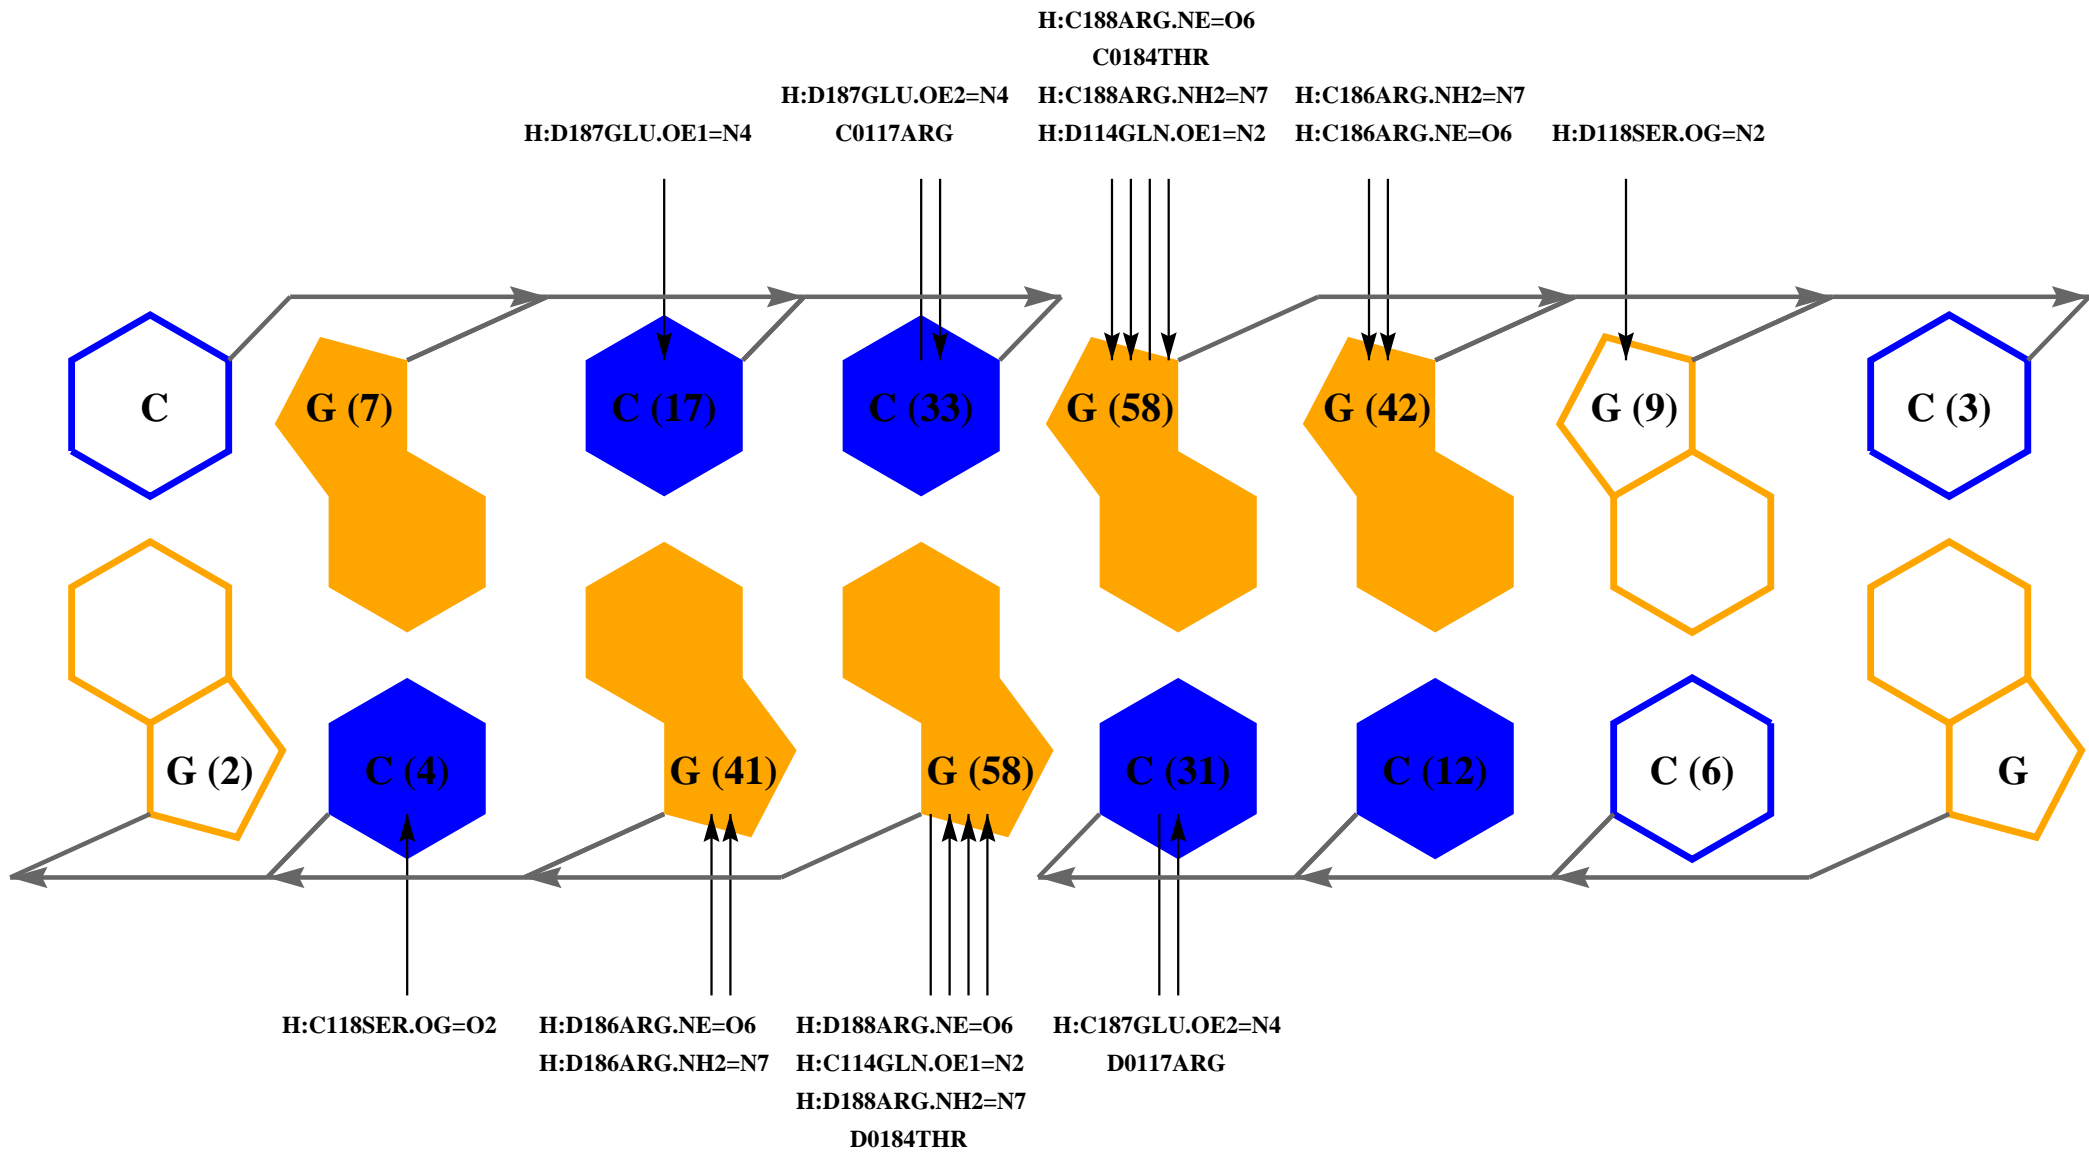 H:C188ARG.NE=O6
C0184THR
H:D187GLU.OE2=N4 H:C188ARG.NH2=N7 H:C186ARG.NH2=N7
H:D187GLU.OE1=N4 C0117ARG H:D114GLN.OE1=N2 H:C186ARG.NE=O6 H:D118SER.OG=N2
C G (7) C (17) C (33) G (58) G (42) G (9) C (3)
G (2) C (4) G (41) G (58) C (31) C (12) C (6) G
H:C118SER.OG=O2 H:D186ARG.NE=O6 H:D188ARG.NE=O6 H:C187GLU.OE2=N4
H:D186ARG.NH2=N7 H:C114GLN.OE1=N2 D0117ARG
H:D188ARG.NH2=N7
D0184THR